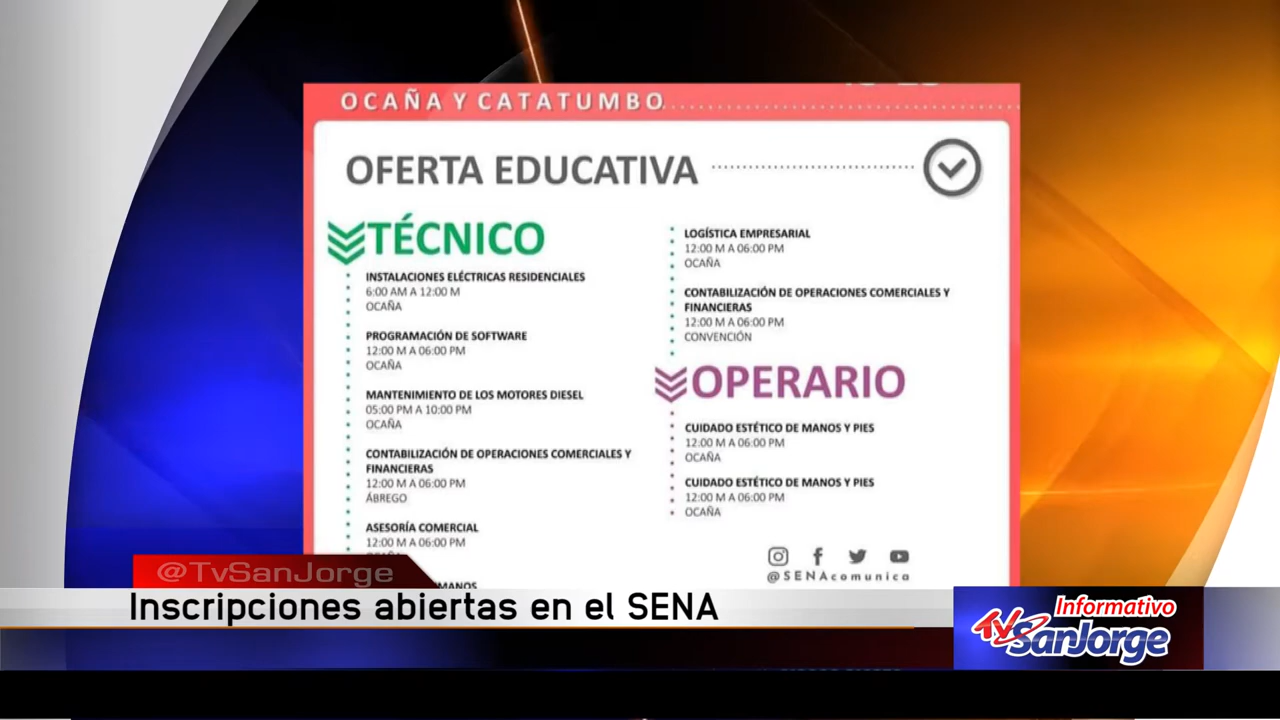 OCAÑA Y CATATUMBO
OFERTA EDUCATIVA
TÉCNICO
INSTALACIONES ELÉCTRICAS RESIDENCIALES
6:00 AM A 12:00 M
OCAÑA
PROGRAMACIÓN DE SOFTWARE
12:00 M A 06:00 PM
OCAÑA
MANTENIMIENTO DE LOS MOTORES DIESEL
05:00 PM A 10:00 PM
OCAÑA
CONTABILIZACIÓN DE OPERACIONES COMERCIALES Y
FINANCIERAS
12:00 M A 06:00 PM
ÁBREGO
ASESORÍA COMERCIAL
12:00 M A 06:00 PM
LOGÍSTICA EMPRESARIAL
12:00 M A 06:00 PM
OCAÑA
CONTABILIZACIÓN DE OPERACIONES COMERCIALES Y
FINANCIERAS
12:00 M A 06:00 PM
CONVENCIÓN
OPERARIO
CUIDADO ESTÉTICO DE MANOS Y PIES
12:00 M A 06:00 PM
OCAÑA
CUIDADO ESTÉTICO DE MANOS Y PIES
12:00 M A 06:00 PM
OCAÑA
@SENAcomunica
@TvSanJorge
Inscripciones abiertas en el SENA
Informativo
TV SanJorge